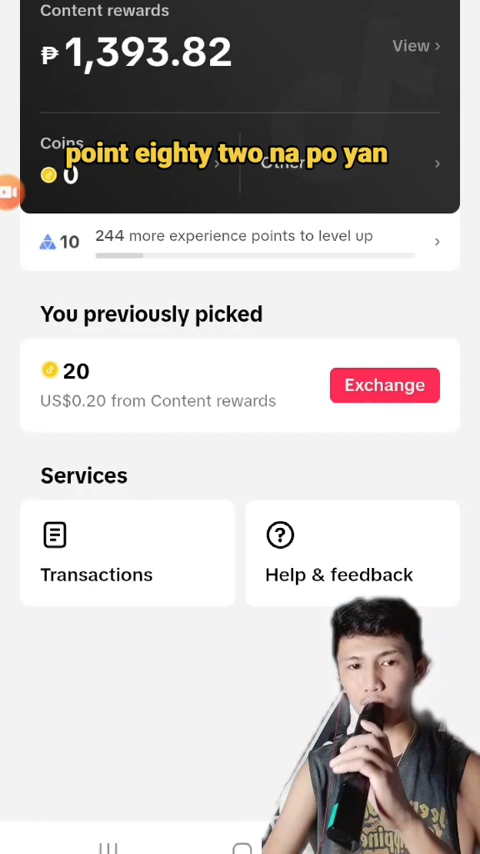 Content rewards
₱1,393.82
View >
Coins
point eighty two na po yan
0
Other
10
244 more experience points to level up
You previously picked
20
US$0.20 from Content rewards
Exchange
Services
Transactions
Help & feedback